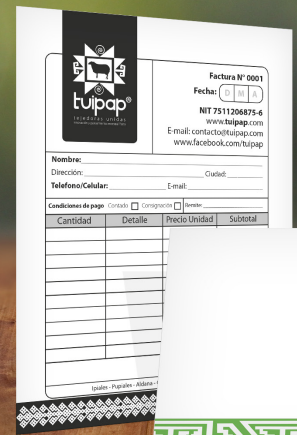 tuipap®
tejedoras unidas
Factura N° 0001
Fecha: D M A
NIT 7511206875-6
www.tuipap.com
E-mail: contacto@tuipap.com
www.facebook.com/tuipap
Nombre:
Dirección: Ciudad:
Telefono/Celular: E-mail:
Condiciones de pago Contado Consignación Remite:
Cantidad Detalle Precio Unidad Subtotal
Ipiales - Pupiales - Aldana -